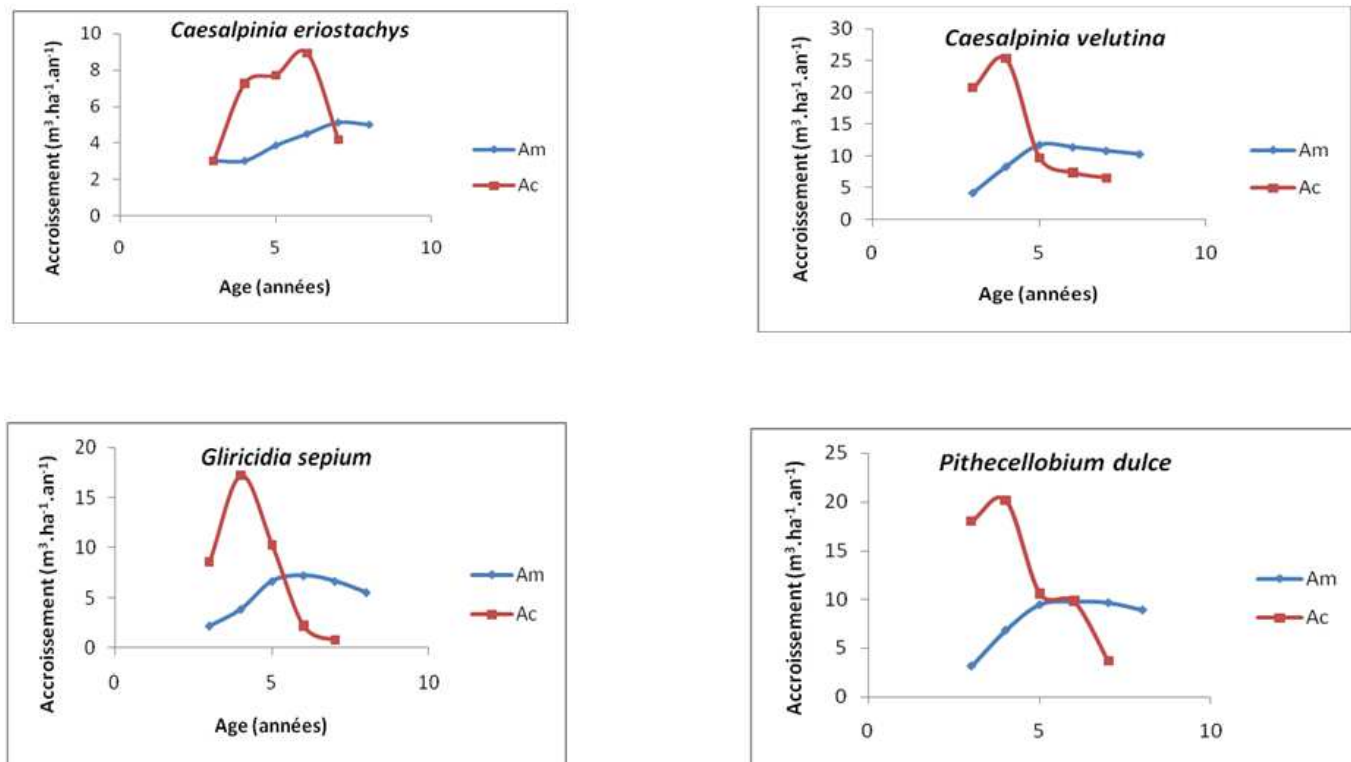 Caesalpinia eriostachys
Accroissement (m³.ha⁻¹.an⁻¹)
10
8
6
4
2
0
0 5 10
Age (années)
Am
Ac
Caesalpinia velutina
Accroissement (m³.ha⁻¹.an⁻¹)
30
25
20
15
10
5
0
0 5 10
Age (années)
Am
Ac
Gliricidia sepium
Accroissement (m³.ha⁻¹.an⁻¹)
20
15
10
5
0
0 5 10
Age (années)
Am
Ac
Pithecellobium dulce
Accroissement (m³.ha⁻¹.an⁻¹)
25
20
15
10
5
0
0 5 10
Am
Ac